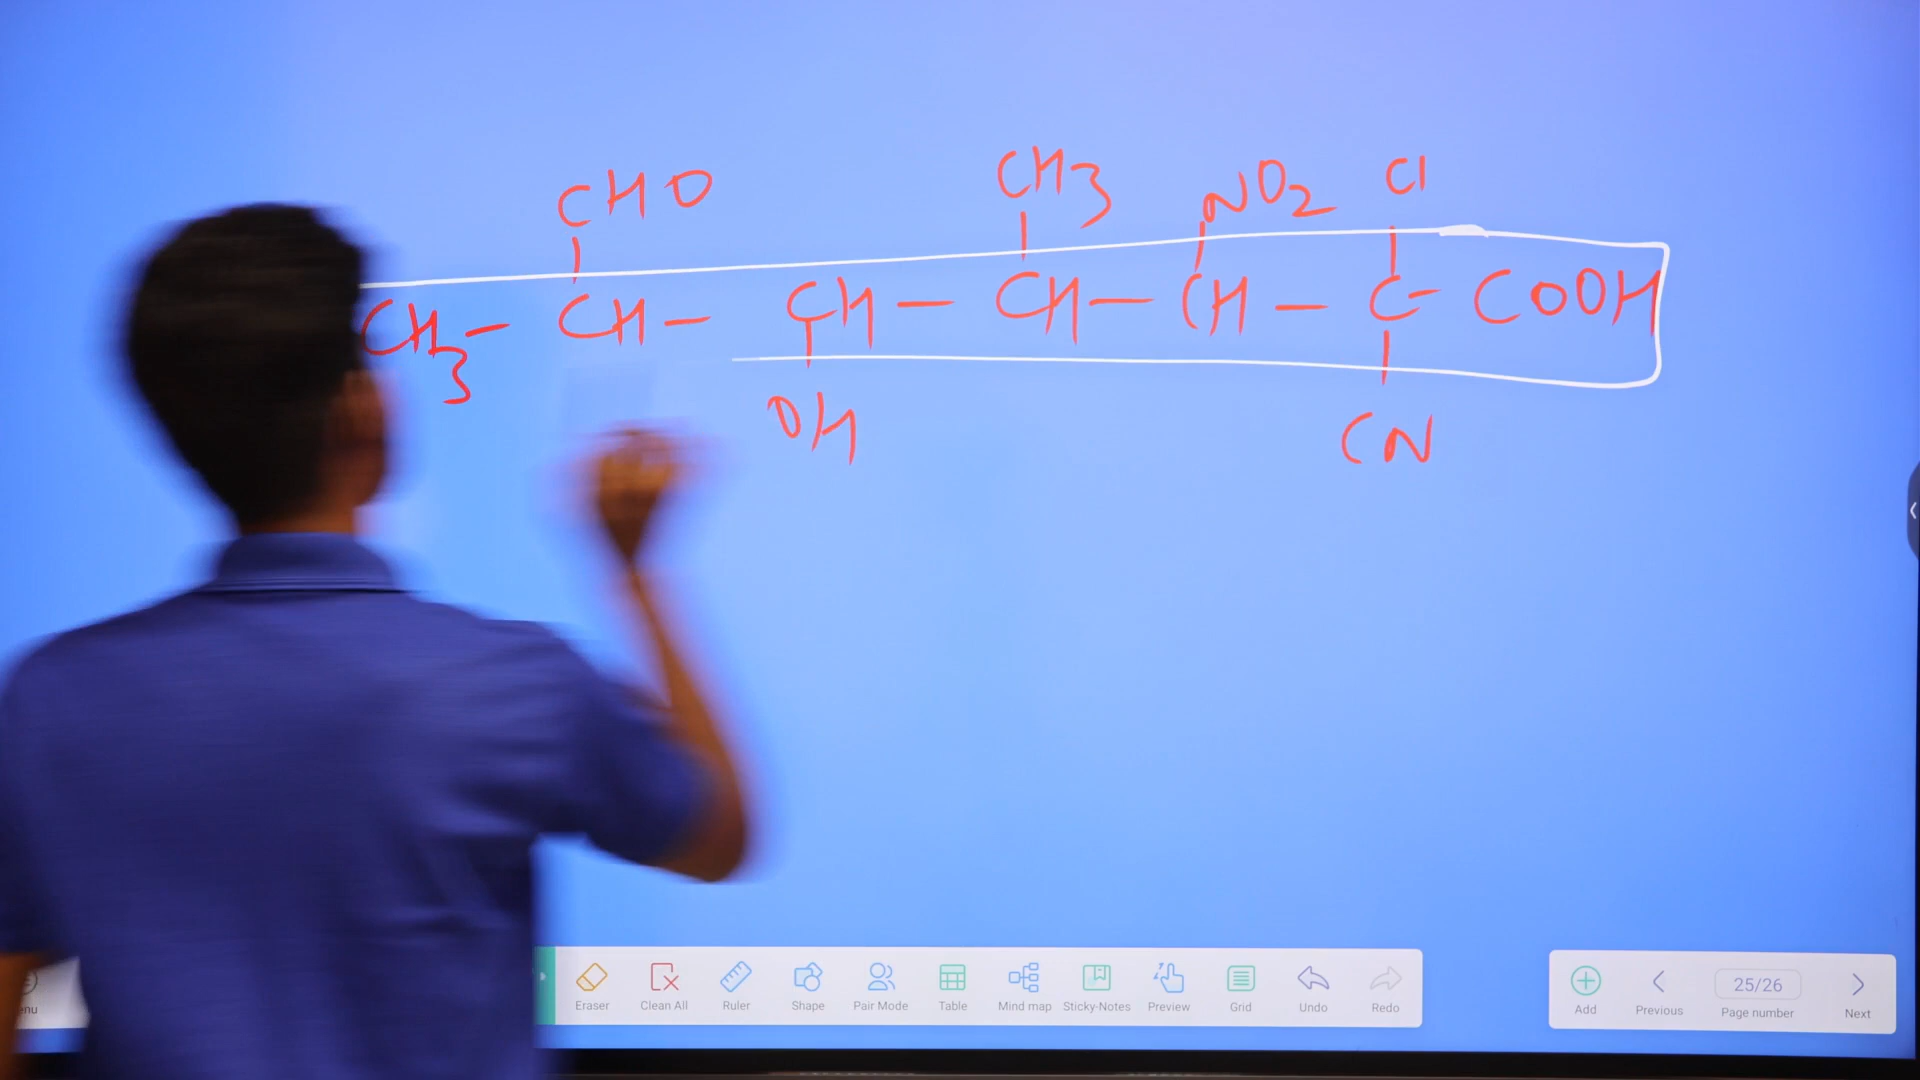 CHO CH3 NO2 Cl
CH3 - CH - CH - CH - CH - C - COOH
OH CN
Eraser Clean All Ruler Shape Pair Mode Table Mind map Sticky-Notes Preview Grid Undo Redo
Add Previous 25/26 Page number Next